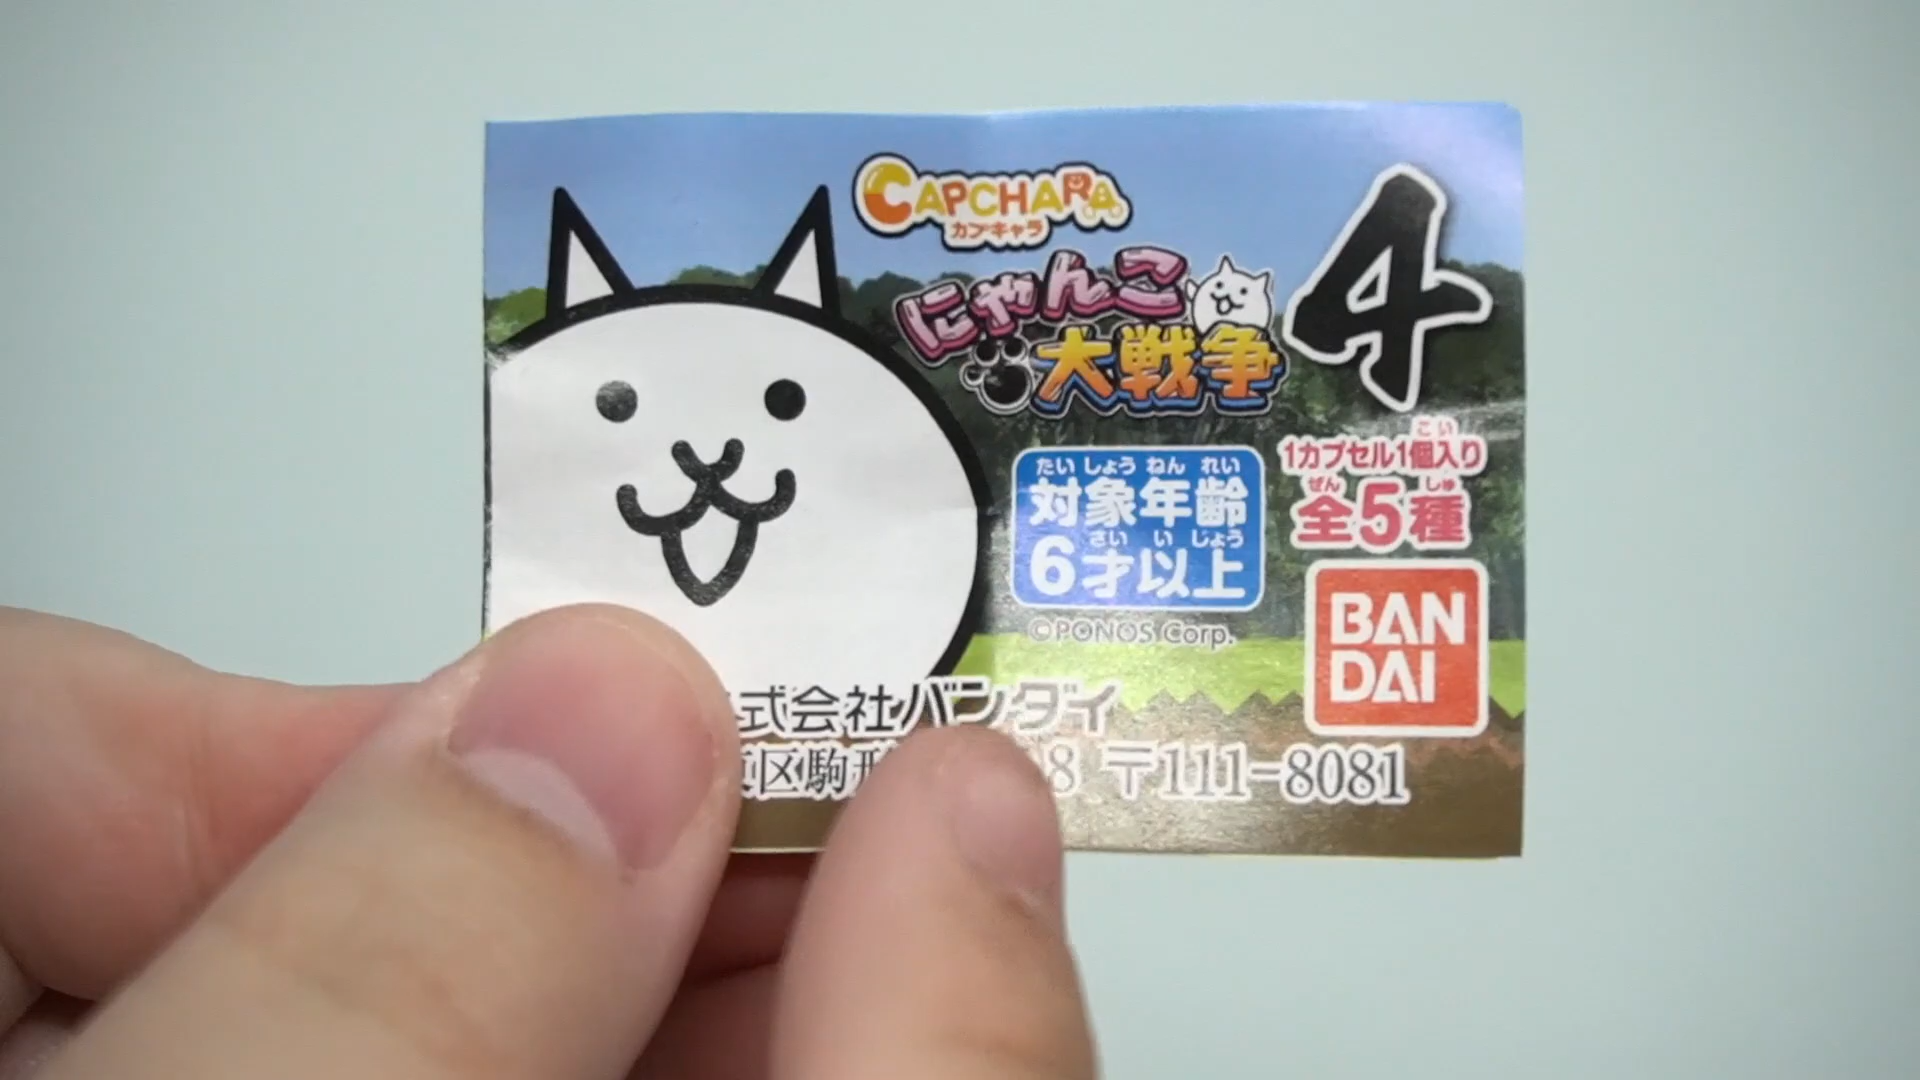 CAPCHARA
カプキャラ
にゃんこ
大戦争
4
こい
1カプセル1個入り
ぜん しゅ
全5種
たいしょうねんれい
対象年齢
さい い じょう
6才以上
©PONOS Corp.
BAN
DAI
式会社バンダイ
区駒形 8 〒111-8081